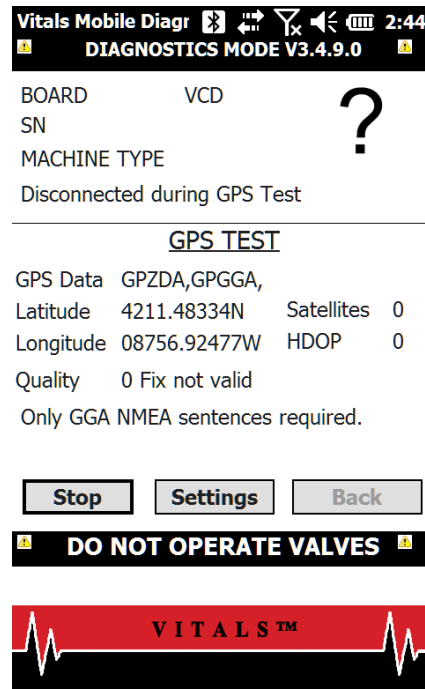 Vitals Mobile Diagr 2:44
DIAGNOSTICS MODE V3.4.9.0
BOARD VCD
SN
?
MACHINE TYPE
Disconnected during GPS Test
GPS TEST
GPS Data GPZDA,GPGGA,
Latitude 4211.48334N Satellites 0
Longitude 08756.92477W HDOP 0
Quality 0 Fix not valid
Only GGA NMEA sentences required.
Stop Settings Back
DO NOT OPERATE VALVES
VITALS™